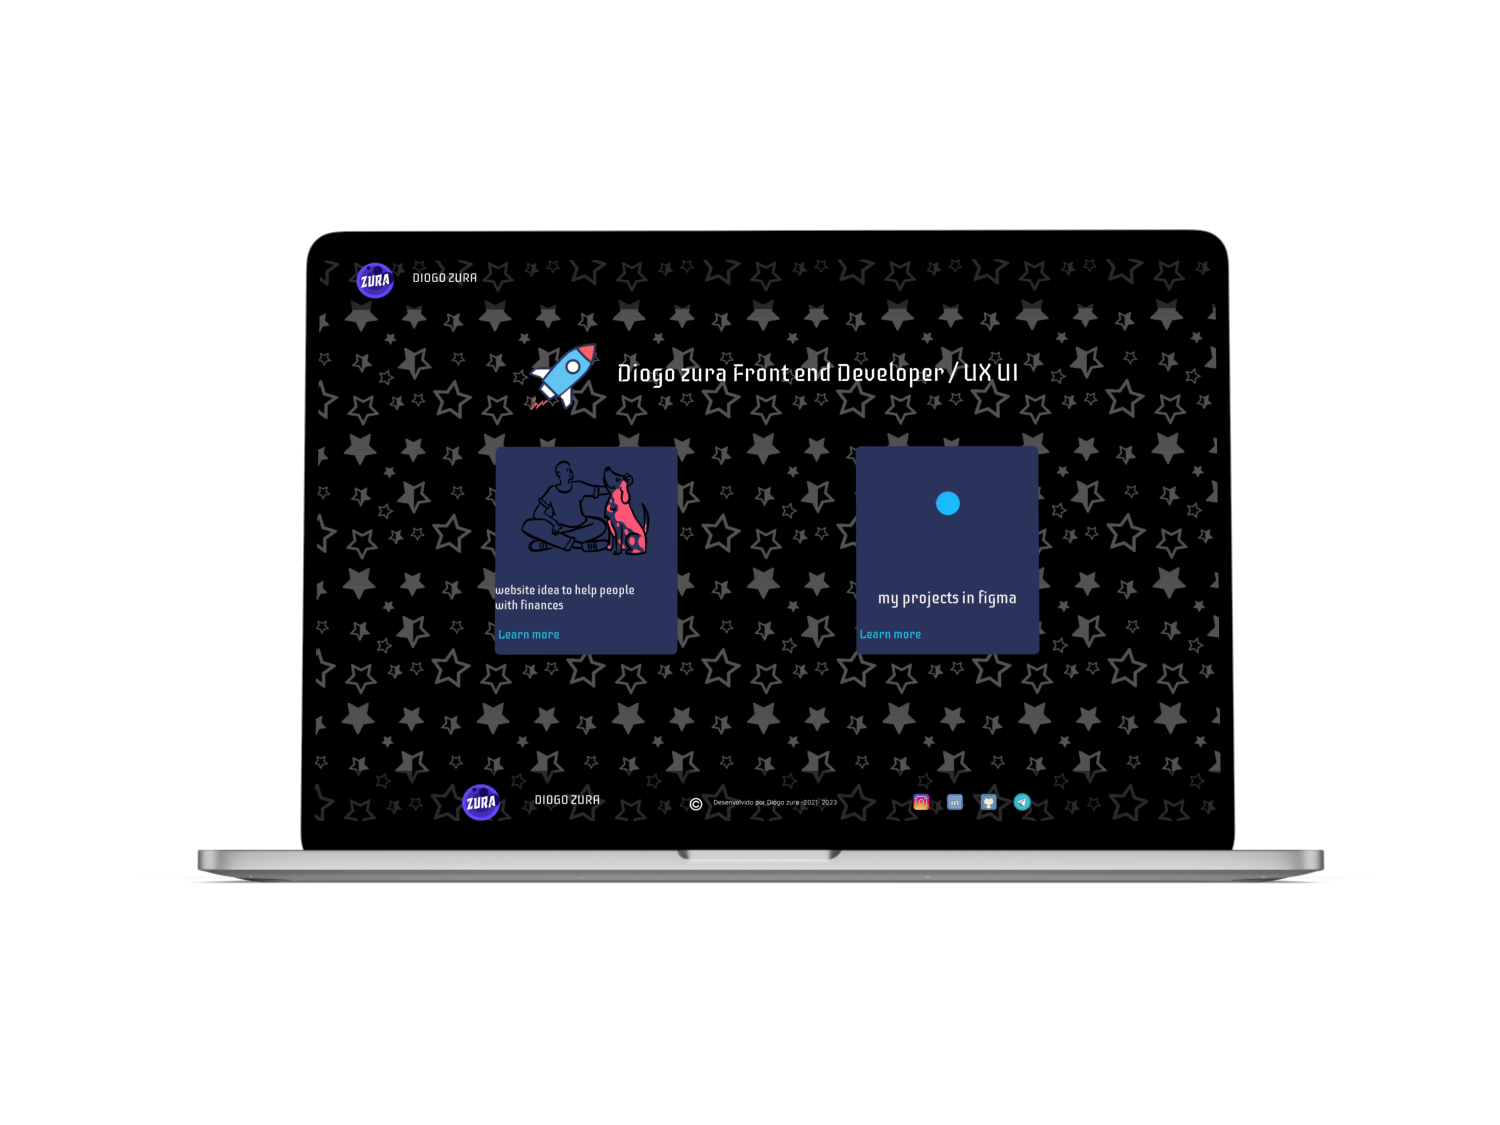 ZURA
DIOGO ZURA
Diogo zura Front end Developer / UX UI
website idea to help people
with finances
Learn more
my projects in figma
Learn more
ZURA
DIOGO ZURA
© Desenvolvido por Diogo zura -2021 2023
in